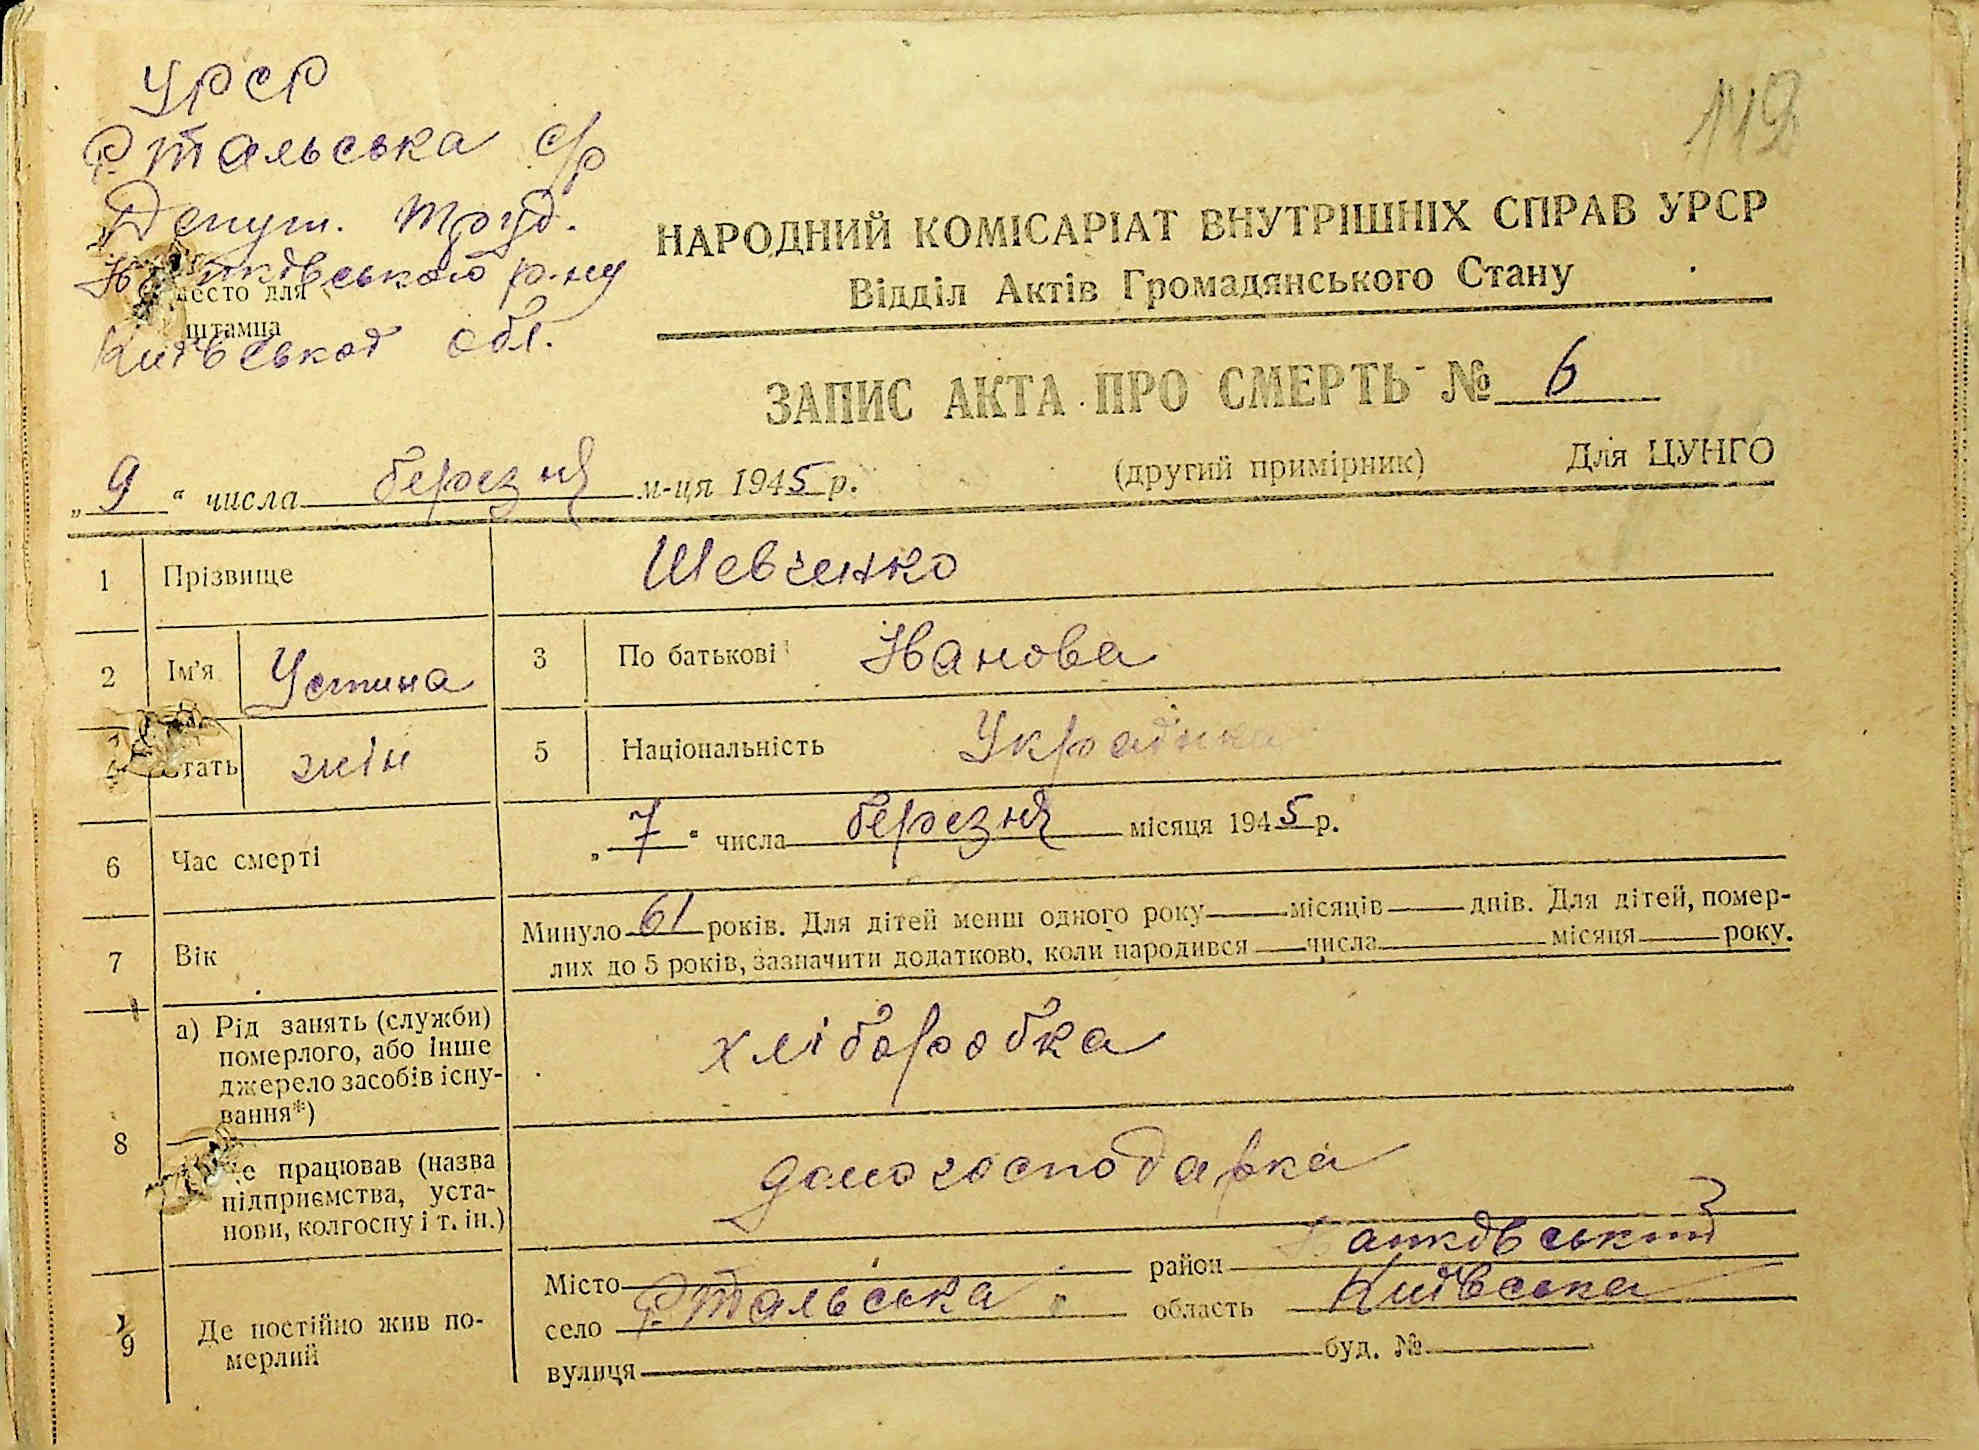 УРСР
Р. Тальська с/р
Депут. Труд.
р-ну
место для
штампа
Київської обл.
119
НАРОДНИЙ КОМІСАРІАТ ВНУТРІШНІХ СПРАВ УРСР
Відділ Актів Громадянського Стану
ЗАПИС АКТА ПРО СМЕРТЬ № 6
„9“ числа березня м-ця 1945 р. (другий примірник) Для ЦУНГО
1 Прізвище Шевченко
2 Ім'я Устина 3 По батькові Іванова
4 Стать жін 5 Національність Українка
6 Час смерті „7“ числа березня місяця 1945 р.
7 Вік Минуло 61 років. Для дітей менш одного року місяців днів. Для дітей, помер-
лих до 5 років, зазначити додатково, коли народився числа місяця року.
8 а) Рід занять (служби)
померлого, або інше
джерело засобів існу-
вання*) хліборобка
працював (назва
підприємства, уста-
нови, колгоспу і т. ін.) домогосподарка
9 Де постійно жив по-
мерлий
Місто район
село Р. Тальська область Київська
вулиця буд. №